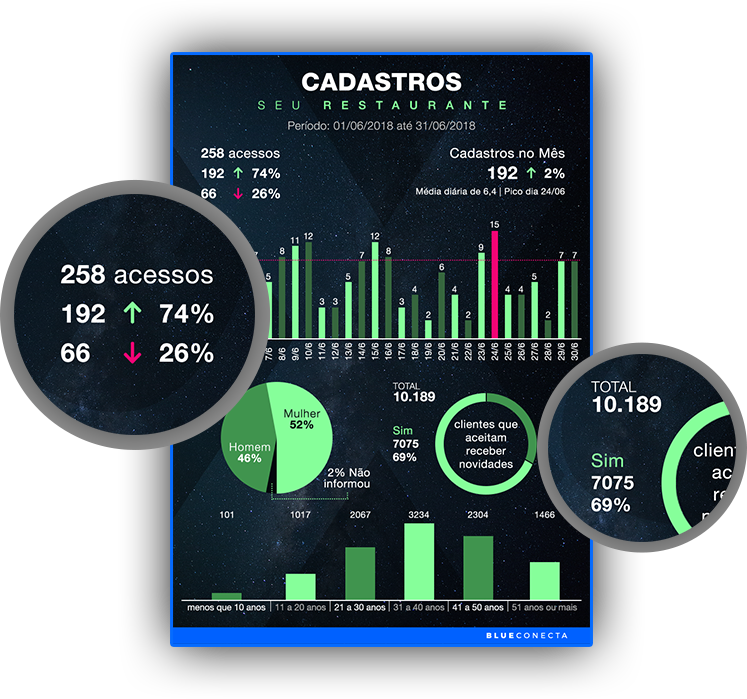 CADASTROS
SEU RESTAURANTE
Período: 01/06/2018 até 31/06/2018
258 acessos
192 ↑ 74%
66 ↓ 26%
Cadastros no Mês
192 ↑ 2%
Média diária de 6,4 | Pico dia 24/06
258 acessos
192 ↑ 74%
66 ↓ 26%
7 5 8 11 12 3 3 5 7 12 8 3 4 2 6 4 2 9 15 4 4 5 2 7 7
7/6 8/6 9/6 10/6 11/6 12/6 13/6 14/6 15/6 16/6 17/6 18/6 19/6 20/6 21/6 22/6 23/6 24/6 25/6 26/6 27/6 28/6 29/6 30/6
Mulher
52%
Homem
46%
2% Não
informou
TOTAL
10.189
Sim
7075
69%
clientes que
aceitam
receber
novidades
TOTAL
10.189
Sim
7075
69%
clien
ac
re
101 1017 2067 3234 2304 1466
menos que 10 anos | 11 a 20 anos | 21 a 30 anos | 31 a 40 anos | 41 a 50 anos | 51 anos ou mais
BLUECONECTA